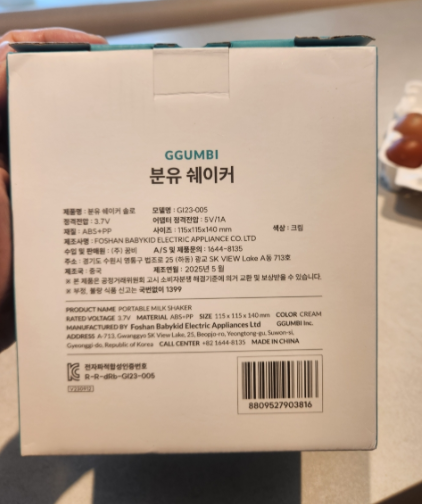 GGUMBI
분유 쉐이커
제품명 : 분유 쉐이커 솔로 모델명 : GI23-005
정격전압 : 3.7V 어댑터 정격전압 : 5V/1A
재질 : ABS+PP 사이즈 : 115x115x140 mm 색상 : 크림
제조사명 : FOSHAN BABYKID ELECTRIC APPLIANCE CO. LTD
수입 및 판매원 : (주) 꿈비 A/S 및 제품문의 : 1644-8135
주소 : 경기도 수원시 영통구 법조로 25 (하동) 광교 SK VIEW Lake A동 713호
제조국 : 중국 제조연월 : 2025년 5월
※ 본 제품은 공정거래위원회 고시 소비자분쟁 해결기준에 의거 교환 및 보상받을 수 있습니다.
※ 부정, 불량 식품 신고는 국번없이 1399
PRODUCT NAME PORTABLE MILK SHAKER
RATED VOLTAGE 3.7V MATERIAL ABS+PP SIZE 115 x 115 x 140 mm COLOR CREAM
MANUFACTURED BY Foshan Babykid Electric Appliances Ltd GGUMBI Inc.
ADDRESS A-713, Gwanggyo SK View Lake, 25, Beopjo-ro, Yeongtong-gu, Suwon-si,
Gyeonggi-do, Republic of Korea CALL CENTER +82 1644-8135 MADE IN CHINA
전자파적합성인증번호
R-R-dRb-GI23-005
8809527903816